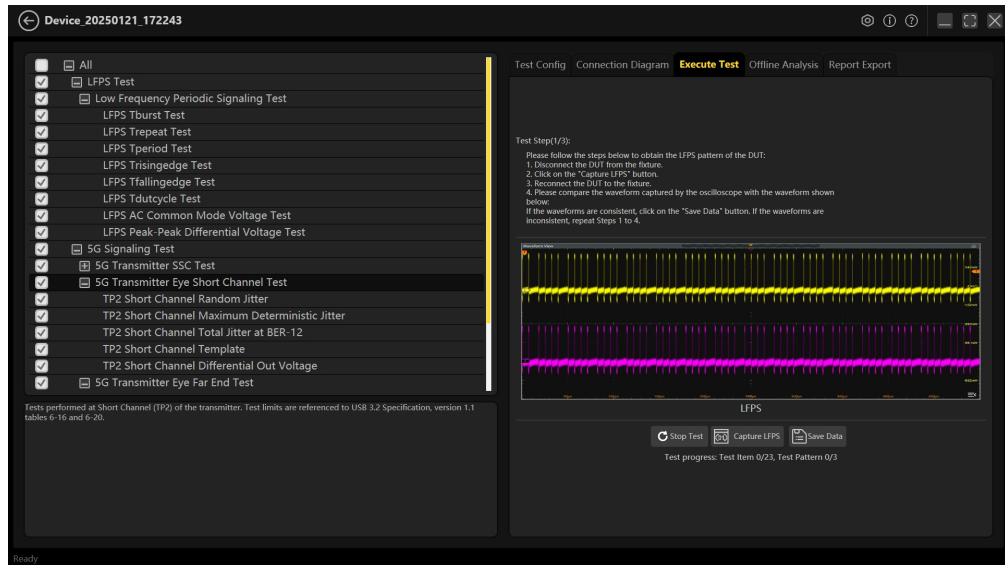 Device_20250121_172243
All
LFPS Test
Low Frequency Periodic Signaling Test
LFPS Tburst Test
LFPS Trepeat Test
LFPS Tperiod Test
LFPS Trisingedge Test
LFPS Tfallingedge Test
LFPS Tdutcycle Test
LFPS AC Common Mode Voltage Test
LFPS Peak-Peak Differential Voltage Test
5G Signaling Test
5G Transmitter SSC Test
5G Transmitter Eye Short Channel Test
TP2 Short Channel Random Jitter
TP2 Short Channel Maximum Deterministic Jitter
TP2 Short Channel Total Jitter at BER-12
TP2 Short Channel Template
TP2 Short Channel Differential Out Voltage
5G Transmitter Eye Far End Test
Tests performed at Short Channel (TP2) of the transmitter. Test limits are referenced to USB 3.2 Specification, version 1.1
tables 6-16 and 6-20.
Test Config Connection Diagram Execute Test Offline Analysis Report Export
Test Step(1/3):
Please follow the steps below to obtain the LFPS pattern of the DUT:
1. Disconnect the DUT from the fixture.
2. Click on the "Capture LFPS" button.
3. Reconnect the DUT to the fixture.
4. Please compare the waveform captured by the oscilloscope with the waveform shown
below:
If the waveforms are consistent, click on the "Save Data" button. If the waveforms are
inconsistent, repeat Steps 1 to 4.
Waveform View
LFPS
Stop Test Capture LFPS Save Data
Test progress: Test Item 0/23, Test Pattern 0/3
Ready